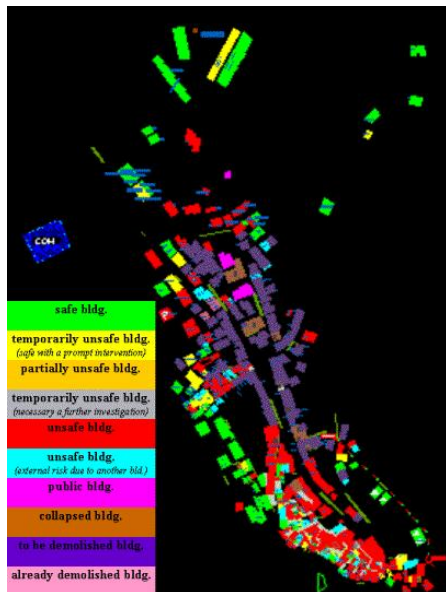 COM
safe bldg.
temporarily unsafe bldg.
(safe with a prompt intervention)
partially unsafe bldg.
temporarily unsafe bldg.
(necessary a further investigation)
unsafe bldg.
unsafe bldg.
(external risk due to another bld.)
public bldg.
collapsed bldg.
to be demolished bldg.
already demolished bldg.